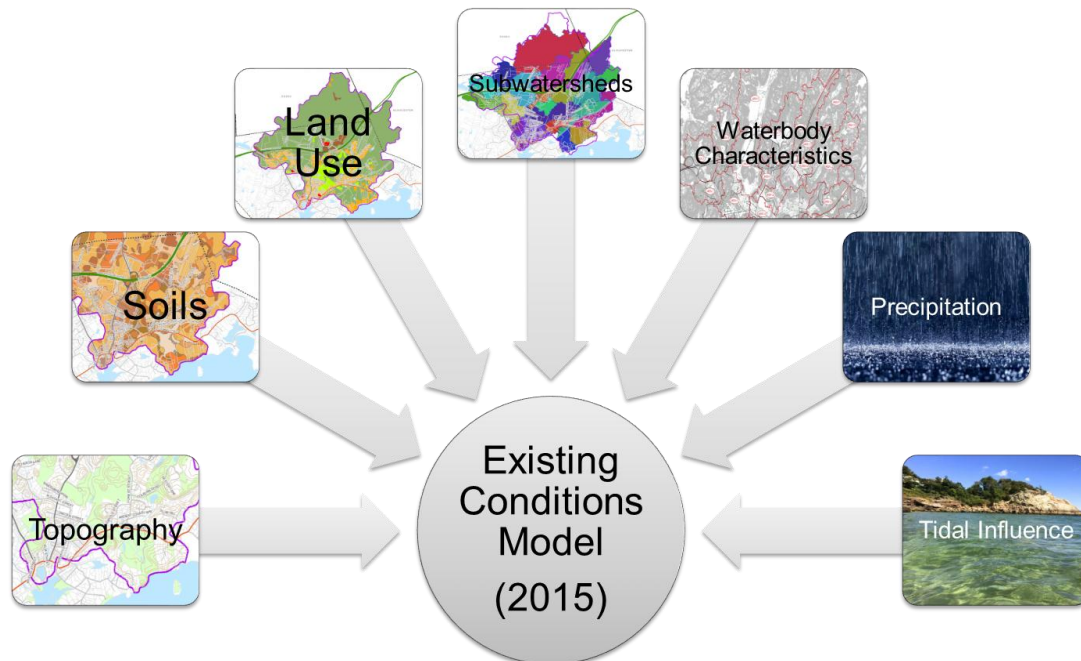 Subwatersheds
Land
Use
Waterbody
Characteristics
Soils
Precipitation
Topography
Tidal Influence
Existing
Conditions
Model
(2015)